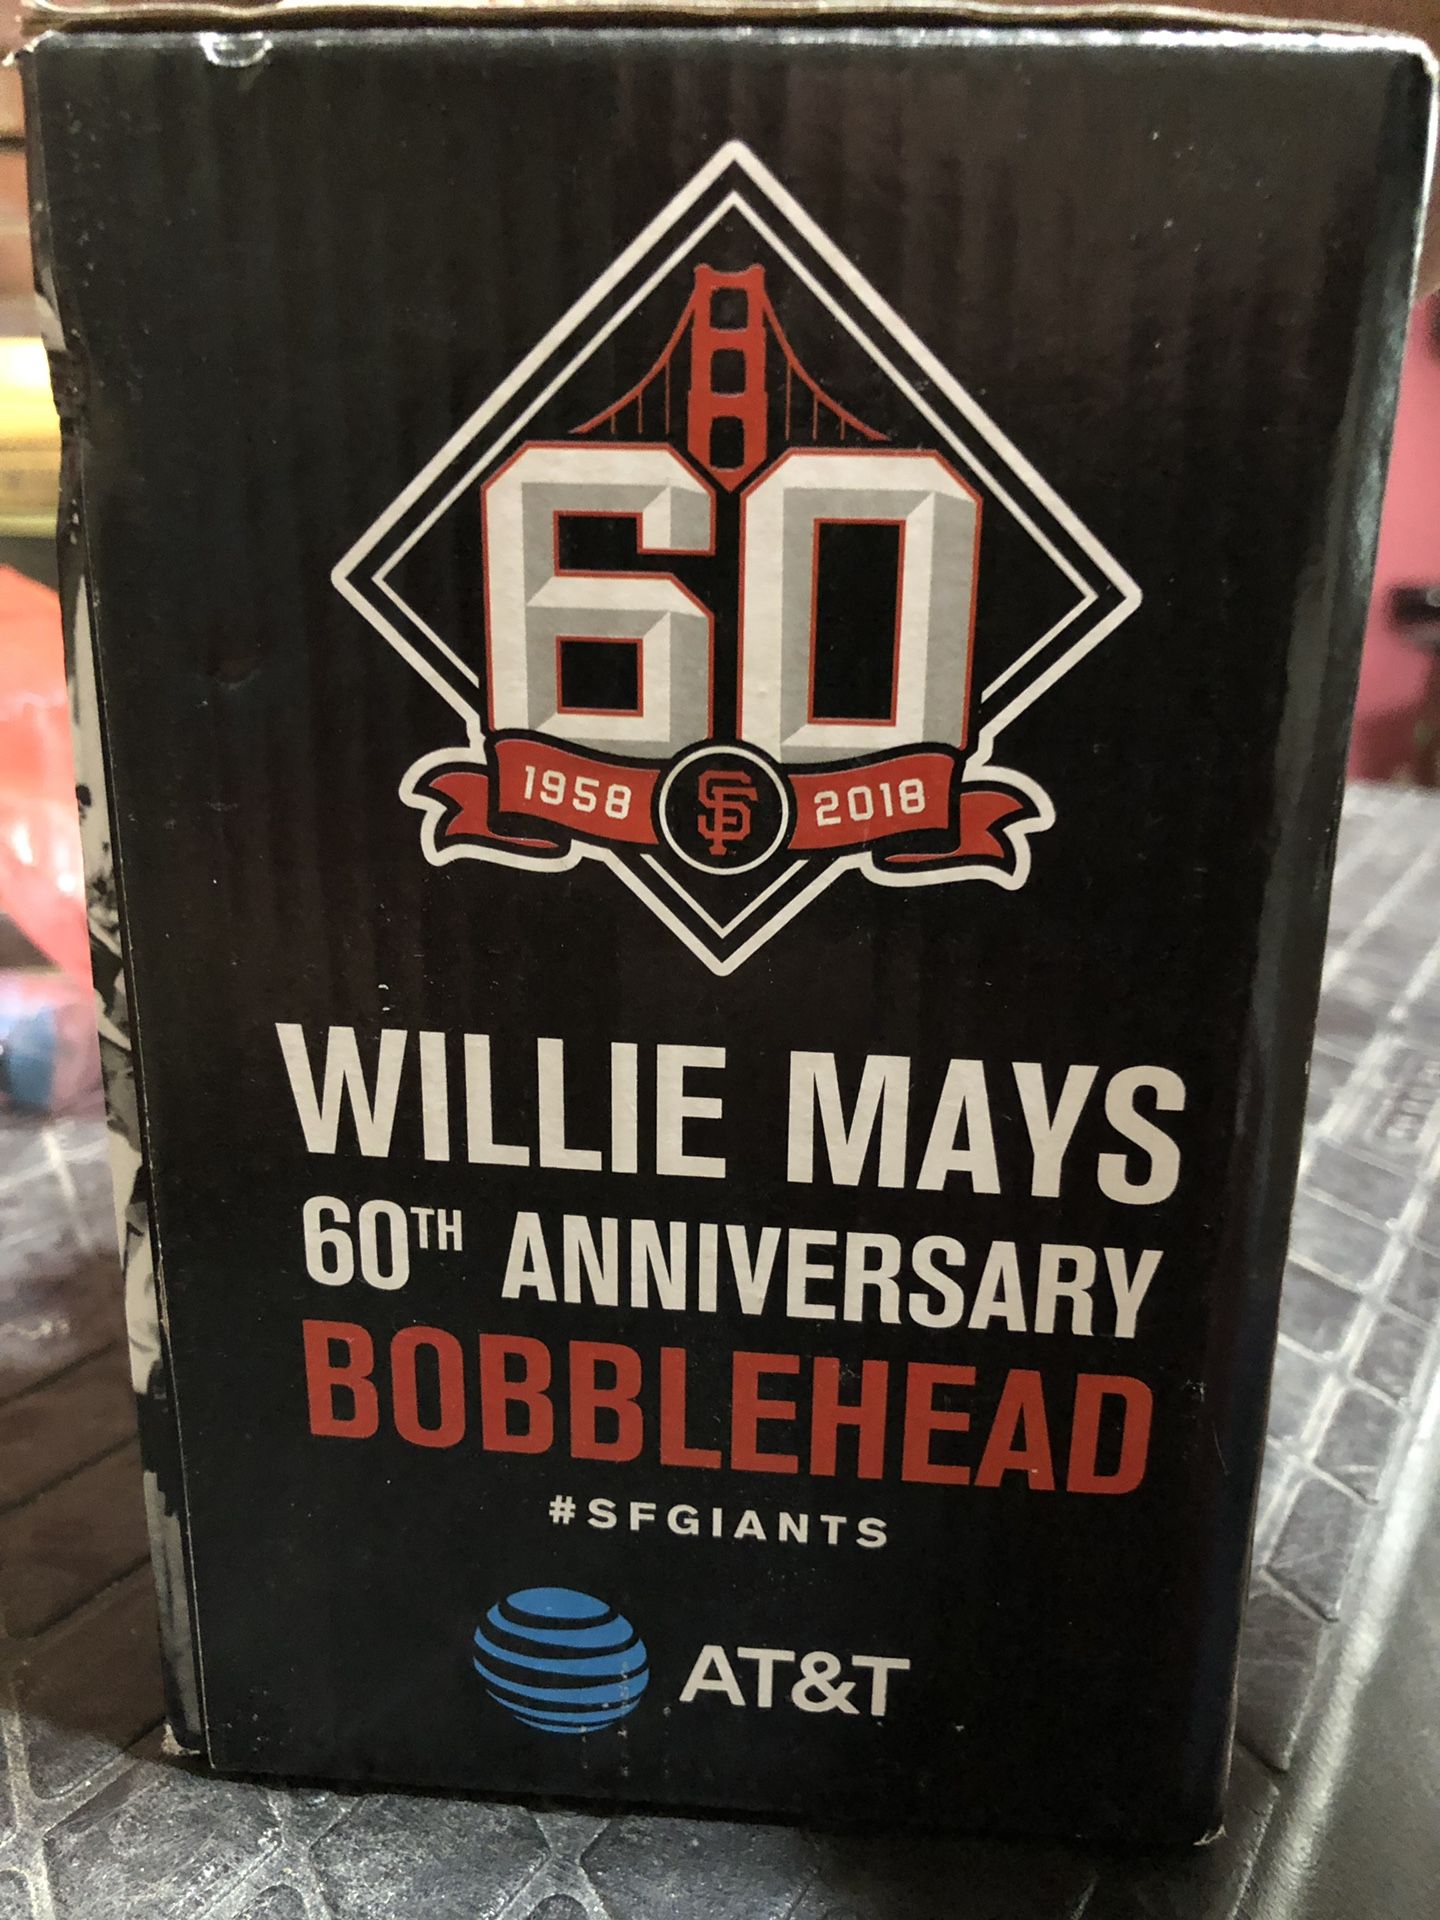 60
1958 SF 2018
WILLIE MAYS
60TH ANNIVERSARY
BOBBLEHEAD
#SFGIANTS
AT&T